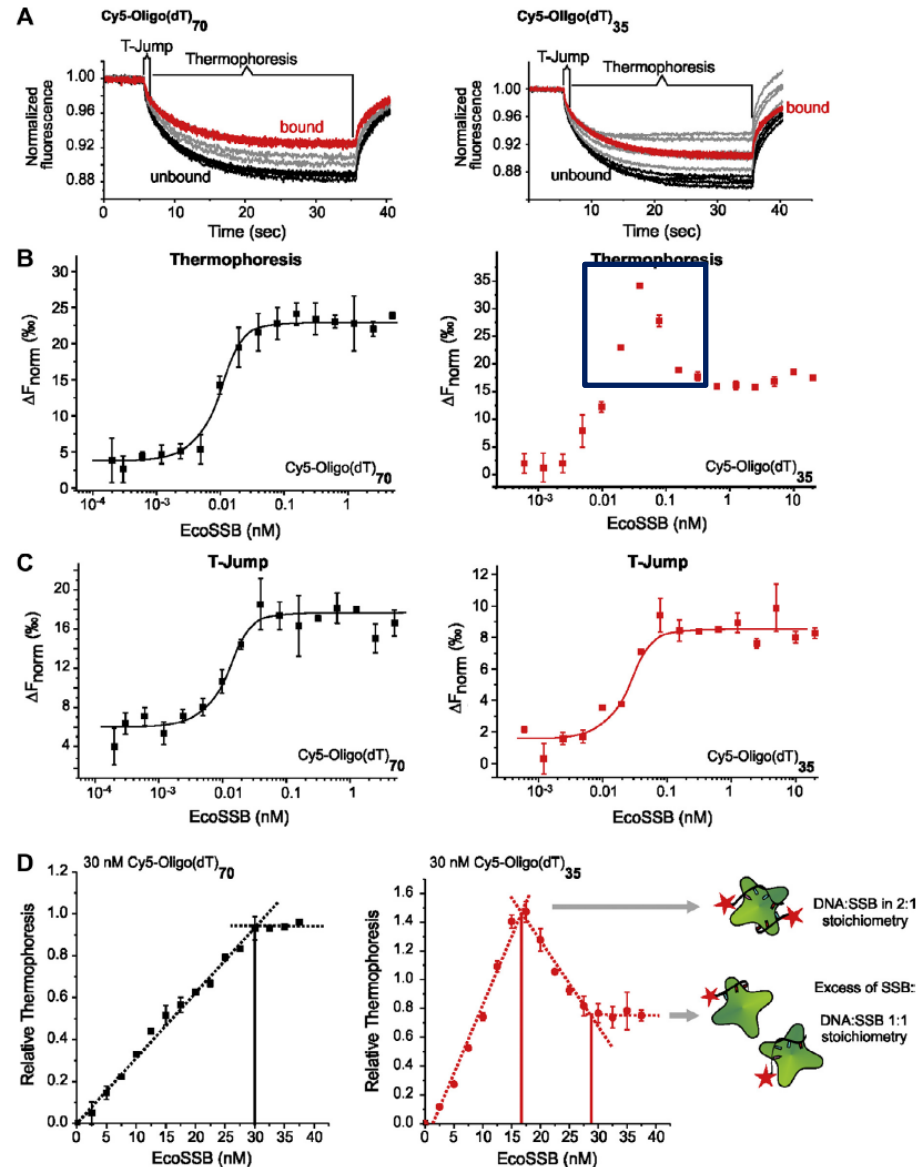 A
Cy5-Oligo(dT)70
T-Jump
Thermophoresis
Normalized fluorescence
1.00
0.96
0.92
0.88
bound
unbound
0 10 20 30 40
Time (sec)
Cy5-Oligo(dT)35
T-Jump
Thermophoresis
Normalized fluorescence
1.00
0.96
0.92
0.88
bound
unbound
0 10 20 30 40
Time (sec)
B
Thermophoresis
ΔFnorm (‰)
30
25
20
15
10
5
0
Cy5-Oligo(dT)70
10-4 10-3 0.01 0.1 1
EcoSSB (nM)
Thermophoresis
ΔFnorm (‰)
35
30
25
20
15
10
5
0
Cy5-Oligo(dT)35
10-3 0.01 0.1 1 10
EcoSSB (nM)
C
T-Jump
ΔFnorm (‰)
20
16
12
8
4
Cy5-Oligo(dT)70
10-4 10-3 0.01 0.1 1
EcoSSB (nM)
T-Jump
ΔFnorm (‰)
12
10
8
6
4
2
0
Cy5-Oligo(dT)35
10-3 0.01 0.1 1 10
EcoSSB (nM)
D
30 nM Cy5-Oligo(dT)70
Relative Thermophoresis
1.2
1.0
0.8
0.6
0.4
0.2
0.0
0 5 10 15 20 25 30 35 40
EcoSSB (nM)
30 nM Cy5-Oligo(dT)35
Relative Thermophoresis
1.6
1.4
1.2
1.0
0.8
0.6
0.4
0.2
0.0
0 5 10 15 20 25 30 35 40
EcoSSB (nM)
DNA:SSB in 2:1
stoichiometry
Excess of SSB::
DNA:SSB 1:1
stoichiometry